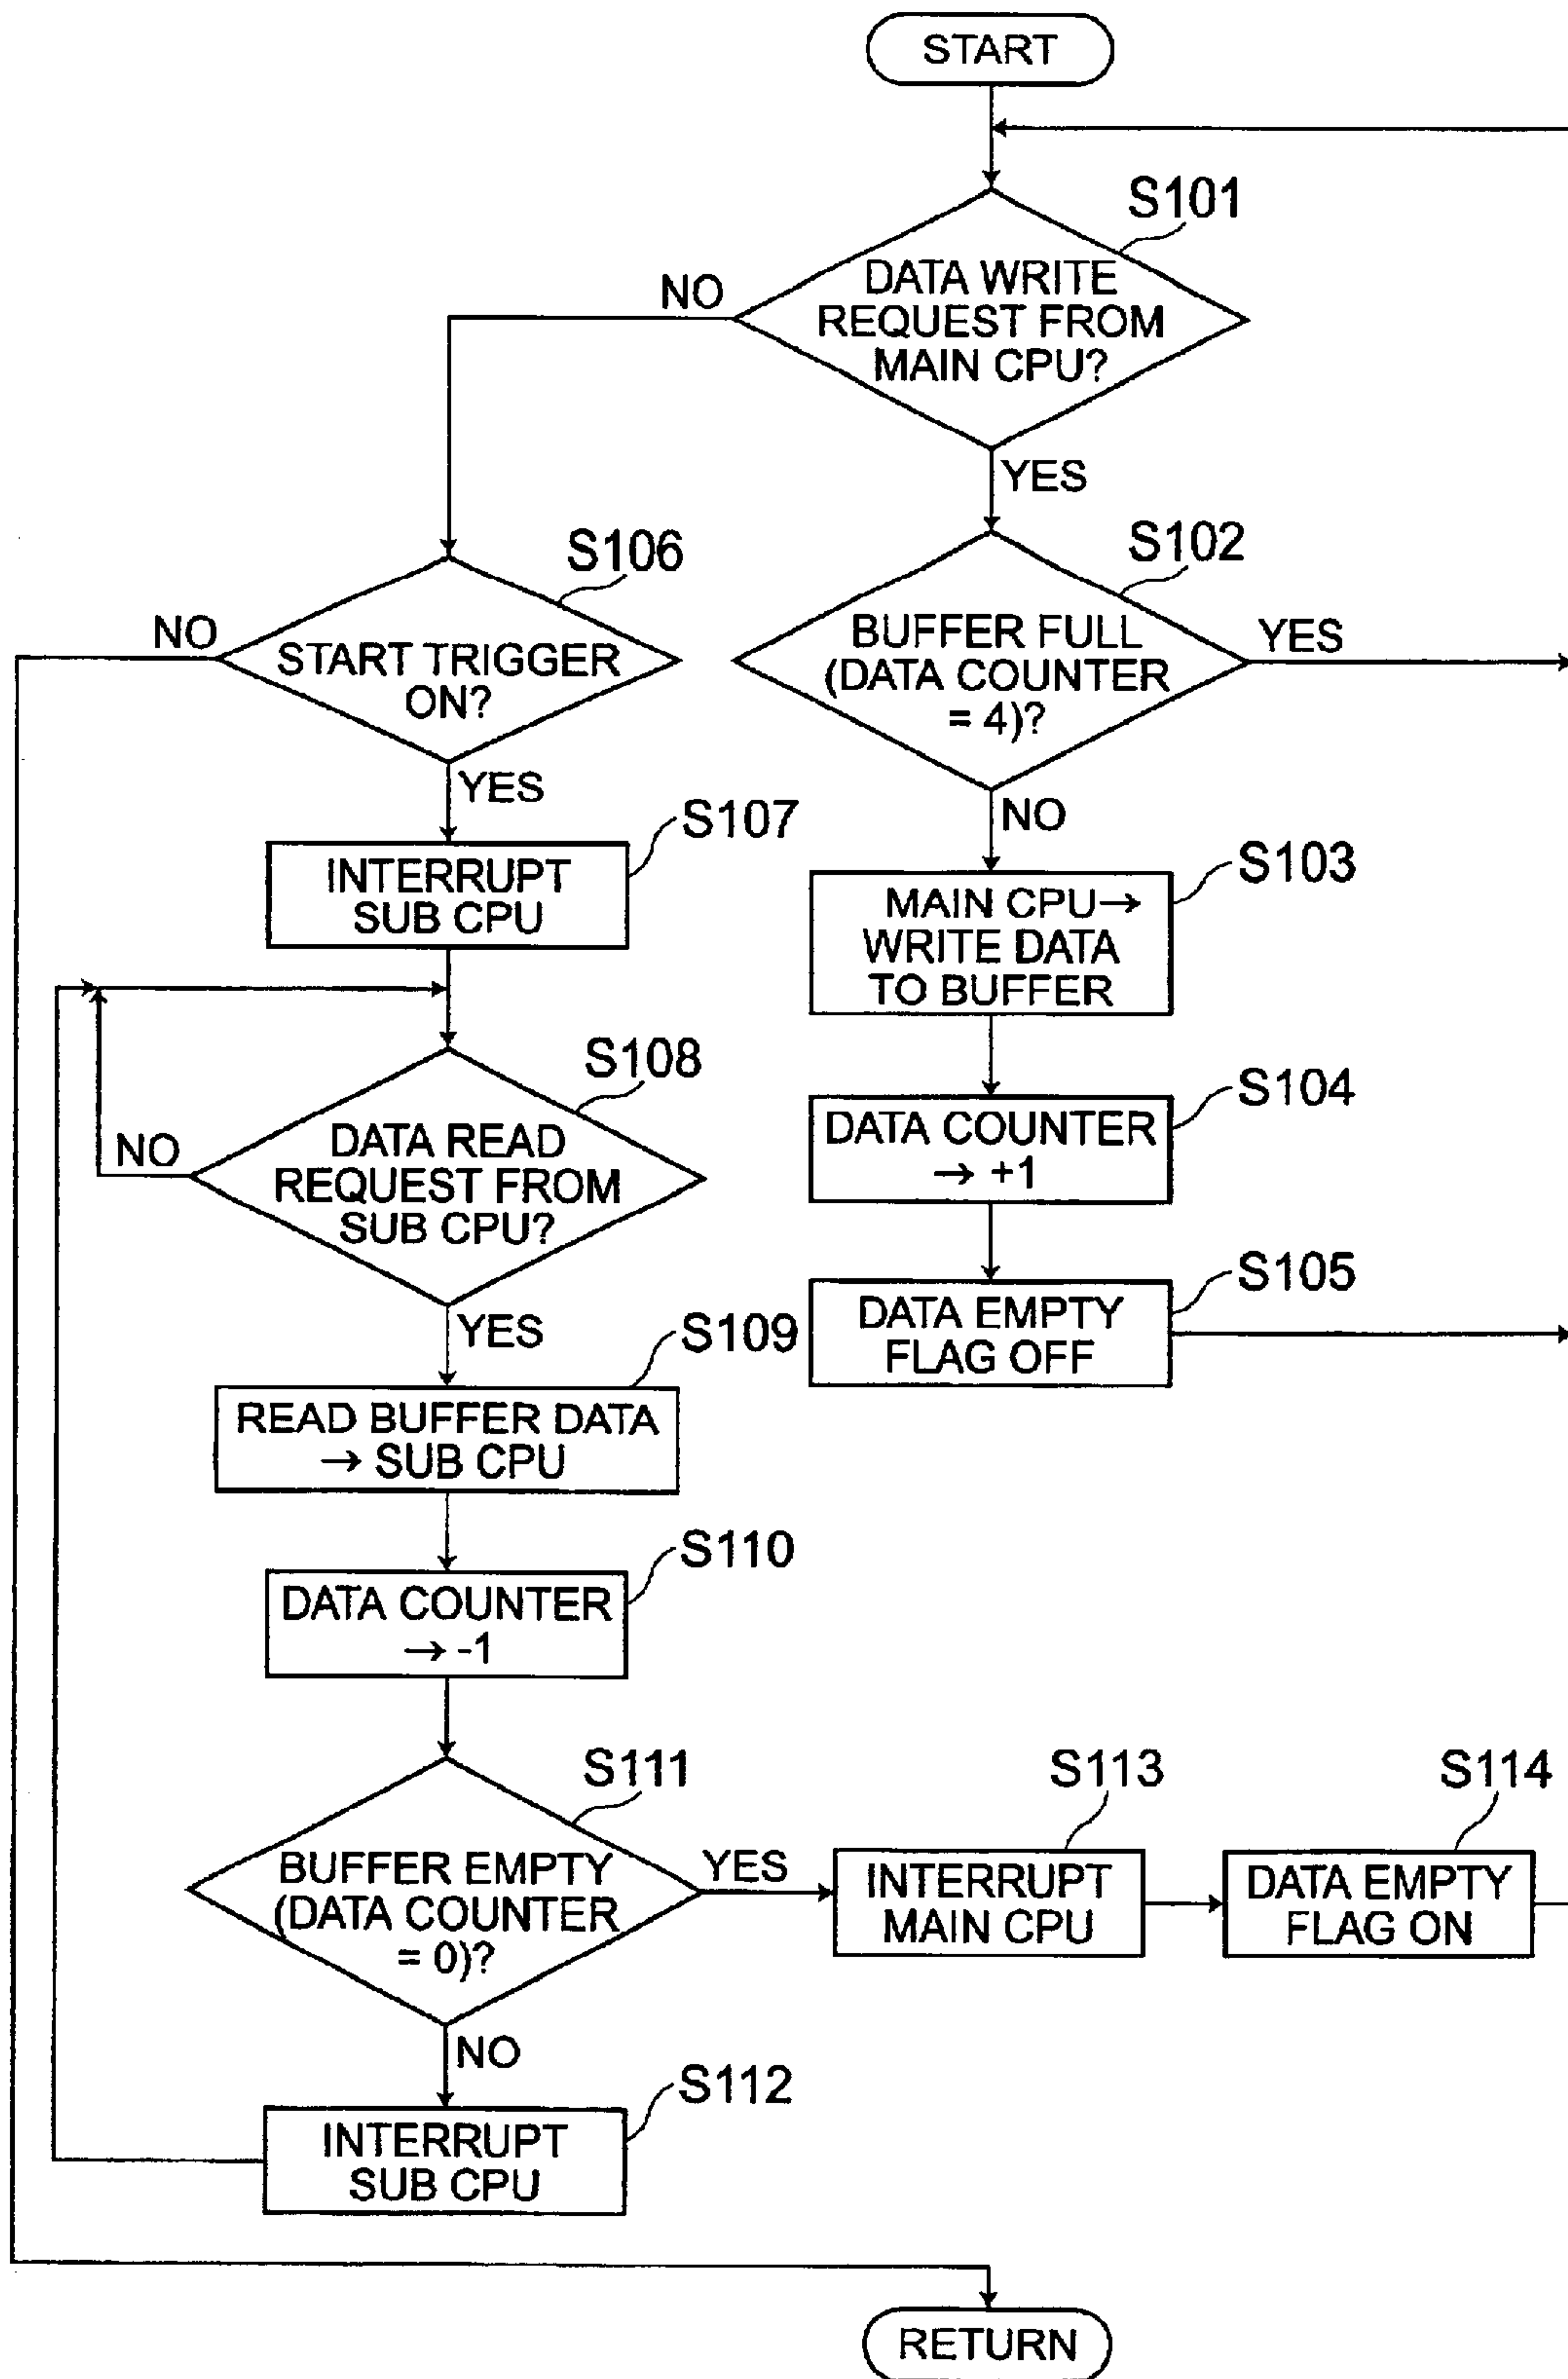 START
S101
DATA WRITE
REQUEST FROM
MAIN CPU?
NO
YES
S102
BUFFER FULL
(DATA COUNTER
= 4)?
YES
NO
S103
MAIN CPU→
WRITE DATA
TO BUFFER
S104
DATA COUNTER
→ +1
S105
DATA EMPTY
FLAG OFF
S106
START TRIGGER
ON?
NO
YES
S107
INTERRUPT
SUB CPU
S108
DATA READ
REQUEST FROM
SUB CPU?
NO
YES
S109
READ BUFFER DATA
→ SUB CPU
S110
DATA COUNTER
→ -1
S111
BUFFER EMPTY
(DATA COUNTER
= 0)?
YES
NO
S113
INTERRUPT
MAIN CPU
S114
DATA EMPTY
FLAG ON
S112
INTERRUPT
SUB CPU
RETURN